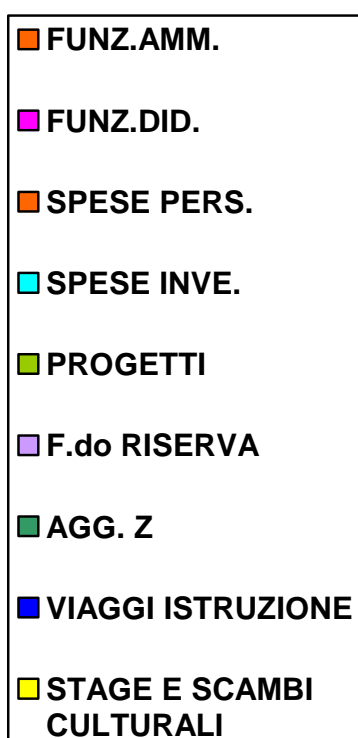 FUNZ.AMM.
FUNZ.DID.
SPESE PERS.
SPESE INVE.
PROGETTI
F.do RISERVA
AGG. Z
VIAGGI ISTRUZIONE
STAGE E SCAMBI
CULTURALI